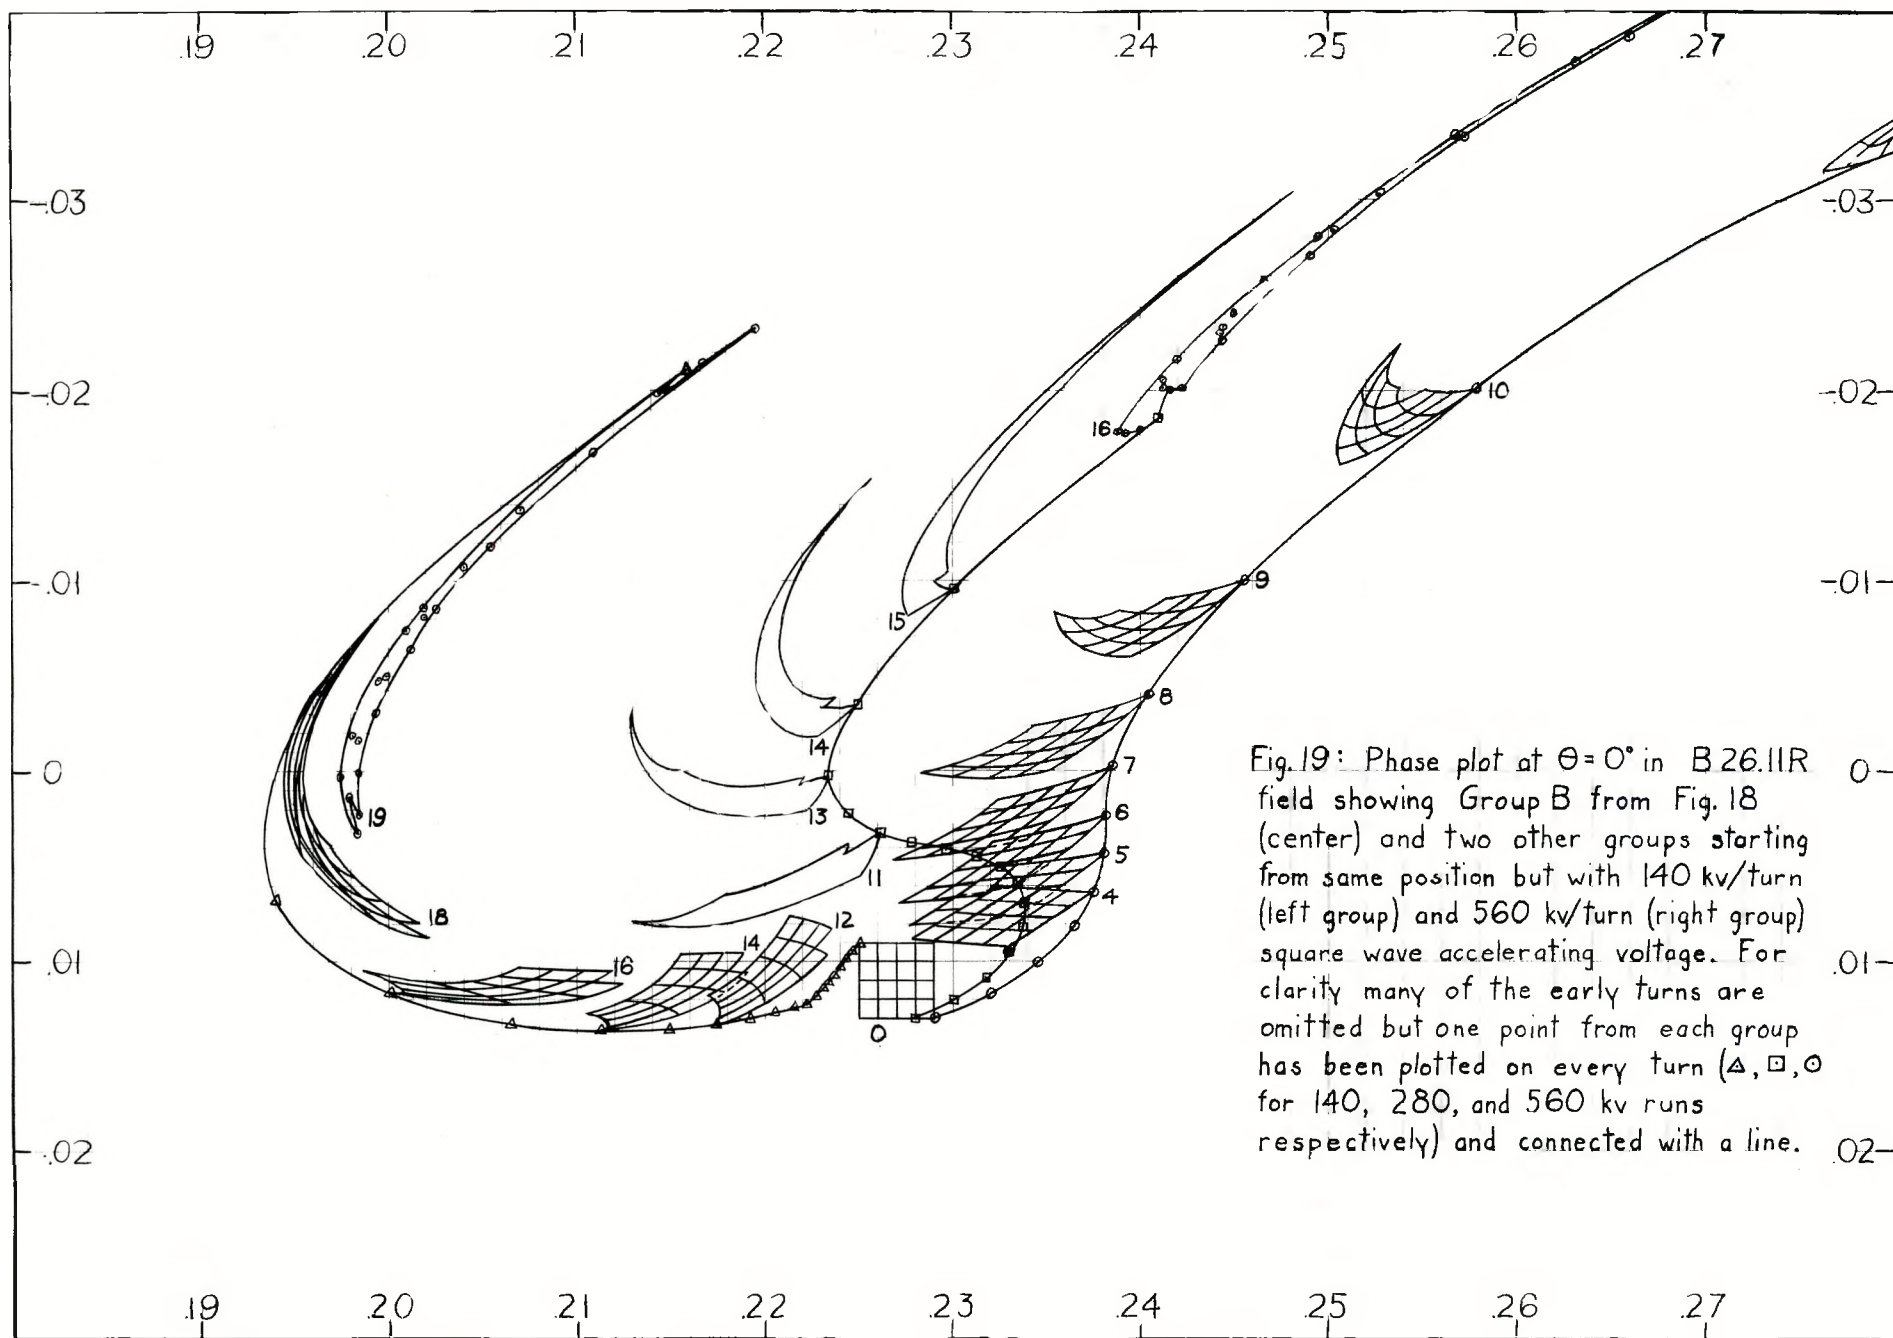 .19 .20 .21 .22 .23 .24 .25 .26 .27
-.03 -.03
-.02 -.02
16 10
-.01 -.01
15 9
8
14
0 7 0
19 13 6
5
11 4
18 12
14
16
.01 .01
0
.02 .02
Fig. 19: Phase plot at θ = 0° in B 26.11R
field showing Group B from Fig. 18
(center) and two other groups starting
from same position but with 140 kv/turn
(left group) and 560 kv/turn (right group)
square wave accelerating voltage. For
clarity many of the early turns are
omitted but one point from each group
has been plotted on every turn (△, ⊡, ⊙
for 140, 280, and 560 kv runs
respectively) and connected with a line.
.19 .20 .21 .22 .23 .24 .25 .26 .27